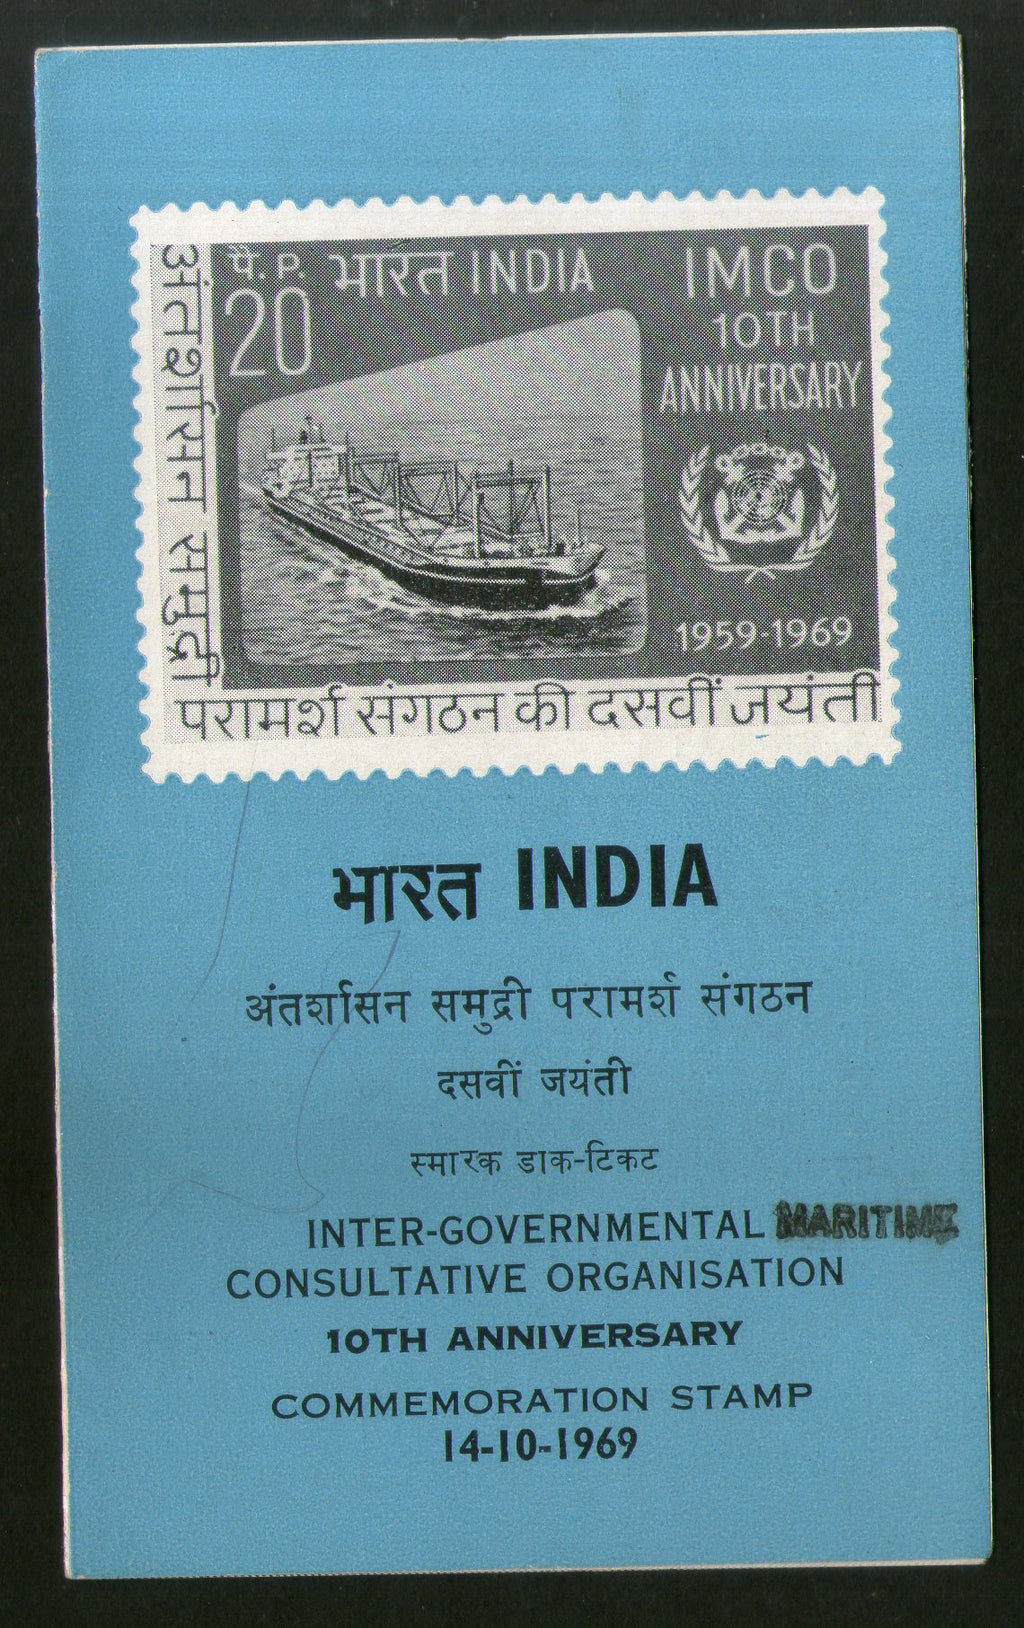 पै. P. भारत INDIA
20
IMCO
10TH
ANNIVERSARY
1959-1969
अंतर्शासन समुद्री
परामर्श संगठन की दसवीं जयंती
भारत INDIA
अंतर्शासन समुद्री परामर्श संगठन
दसवीं जयंती
स्मारक डाक-टिकट
INTER-GOVERNMENTAL MARITIME
CONSULTATIVE ORGANISATION
10TH ANNIVERSARY
COMMEMORATION STAMP
14-10-1969